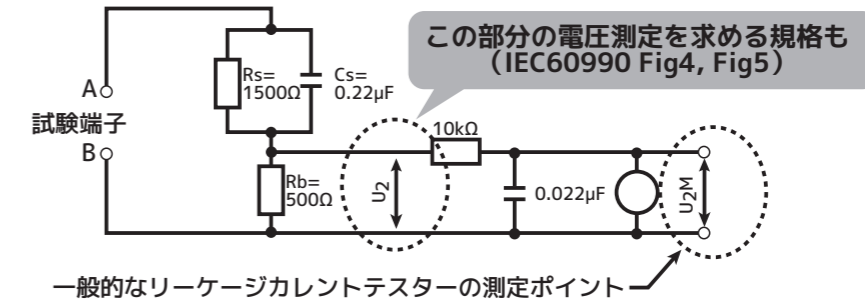 この部分の電圧測定を求める規格も
（IEC60990 Fig4, Fig5）
A
試験端子
B
Rs=
1500Ω
Cs=
0.22μF
Rb=
500Ω
U2
10kΩ
0.022μF
U2M
一般的なリーケージカレントテスターの測定ポイント